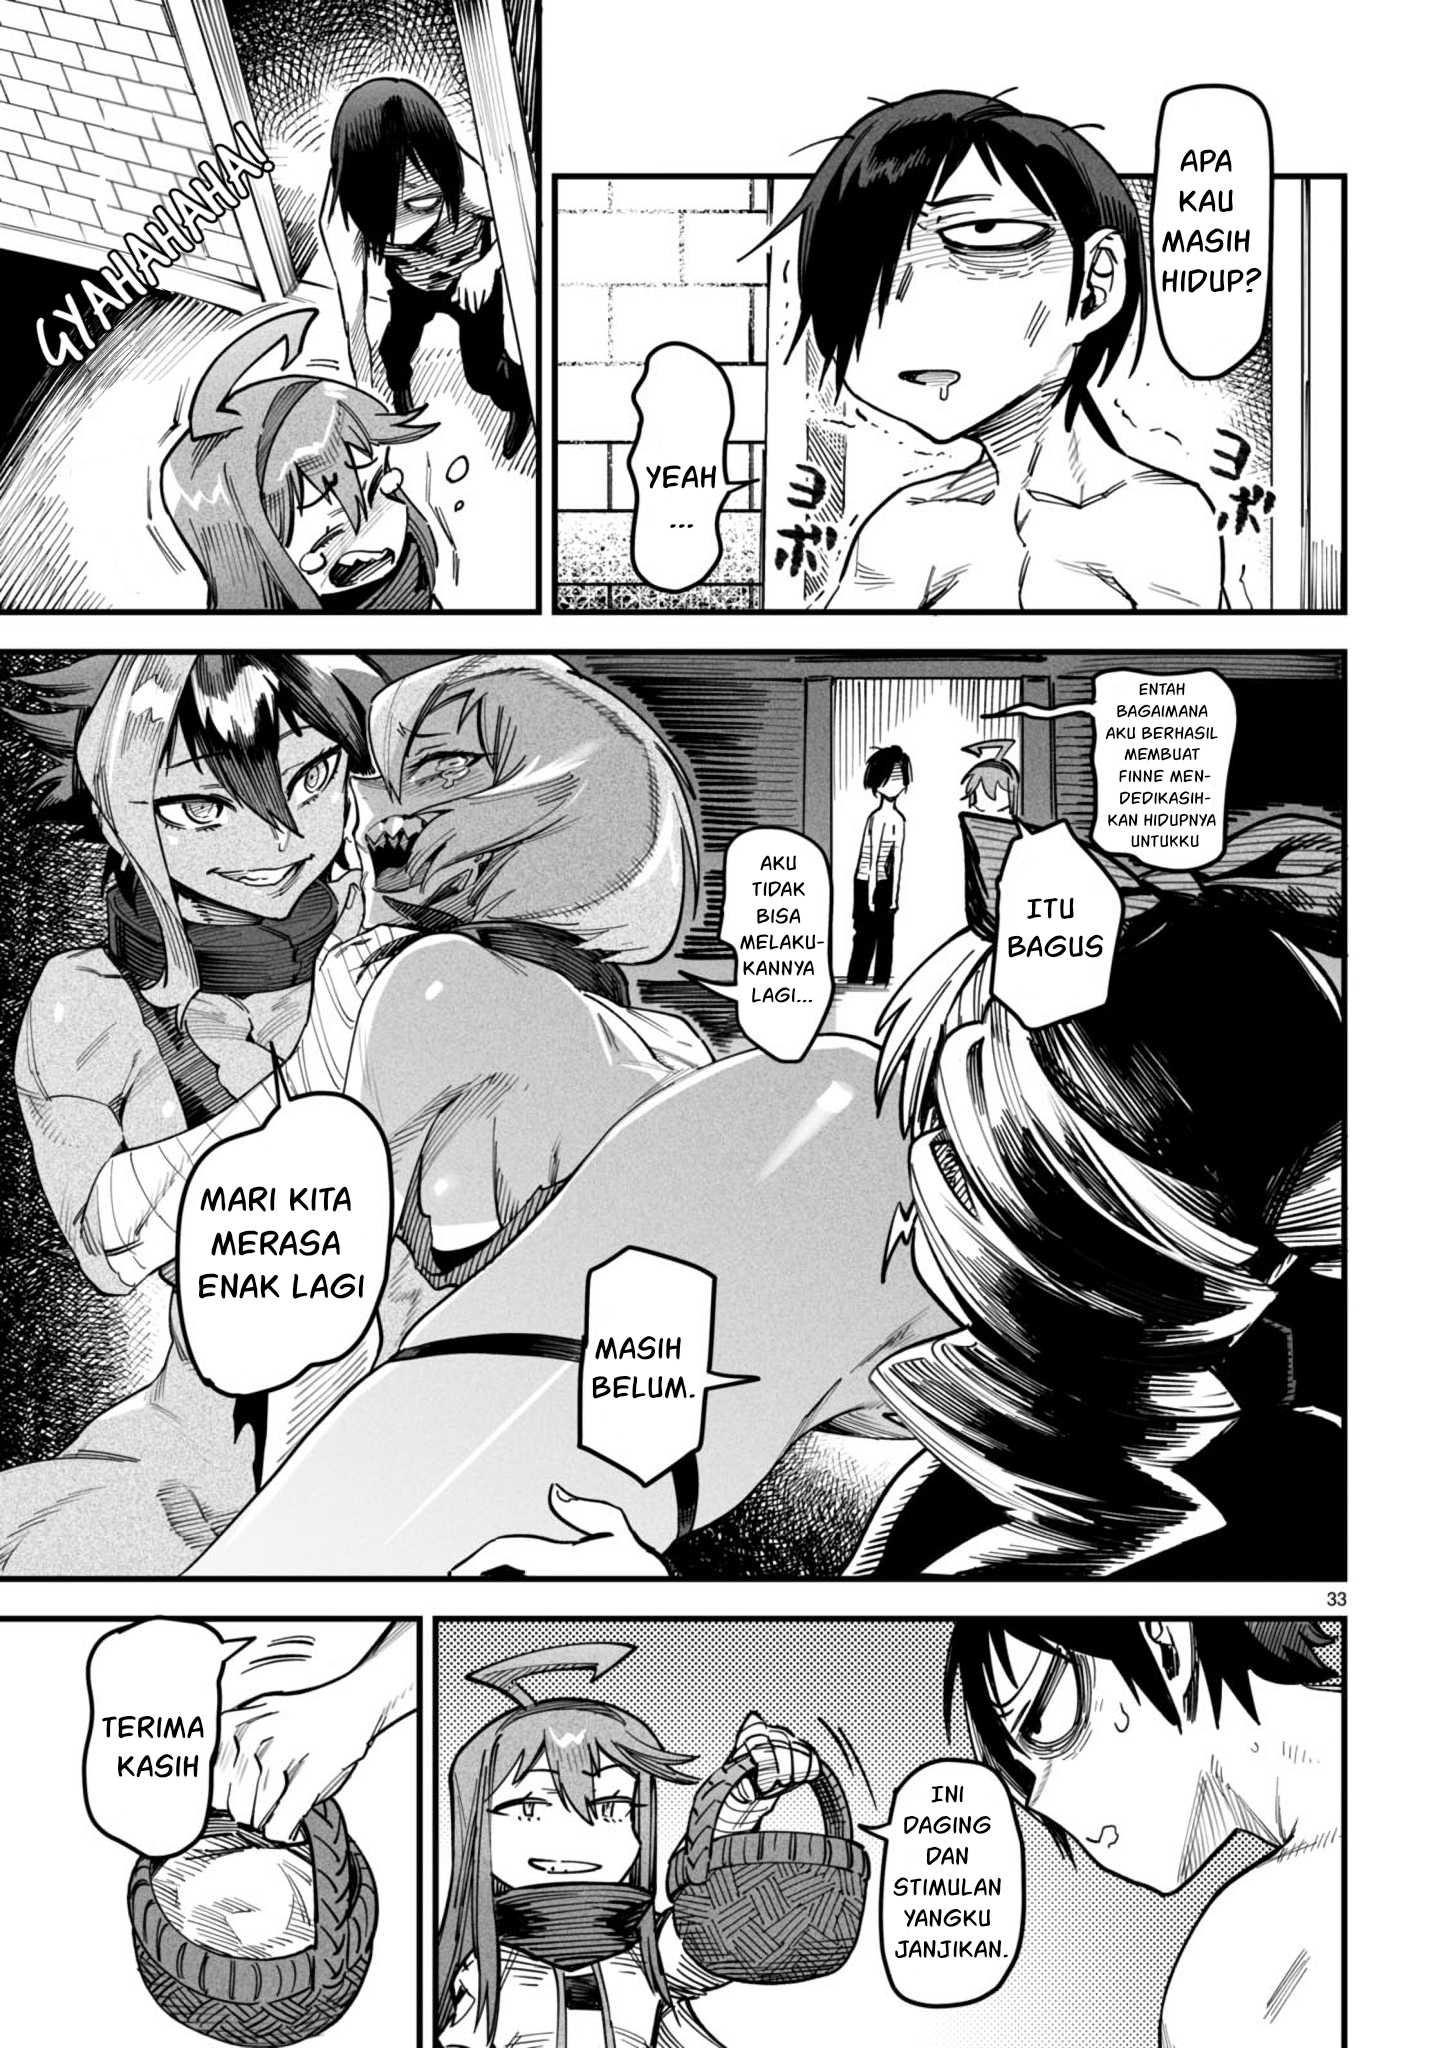 APA
KAU
MASIH
HIDUP?
YEAH
...
ヨボ
ヨボ
GYAHAHAHA!
ENTAH
BAGAIMANA
AKU BERHASIL
MEMBUAT
FINNE MEN-
DEDIKASIH-
KAN HIDUPNYA
UNTUKKU
ITU
BAGUS
AKU
TIDAK
BISA
MELAKU-
KANNYA
LAGI...
MARI KITA
MERASA
ENAK LAGI
MASIH
BELUM.
33
INI
DAGING
DAN
STIMULAN
YANGKU
JANJIKAN.
TERIMA
KASIH